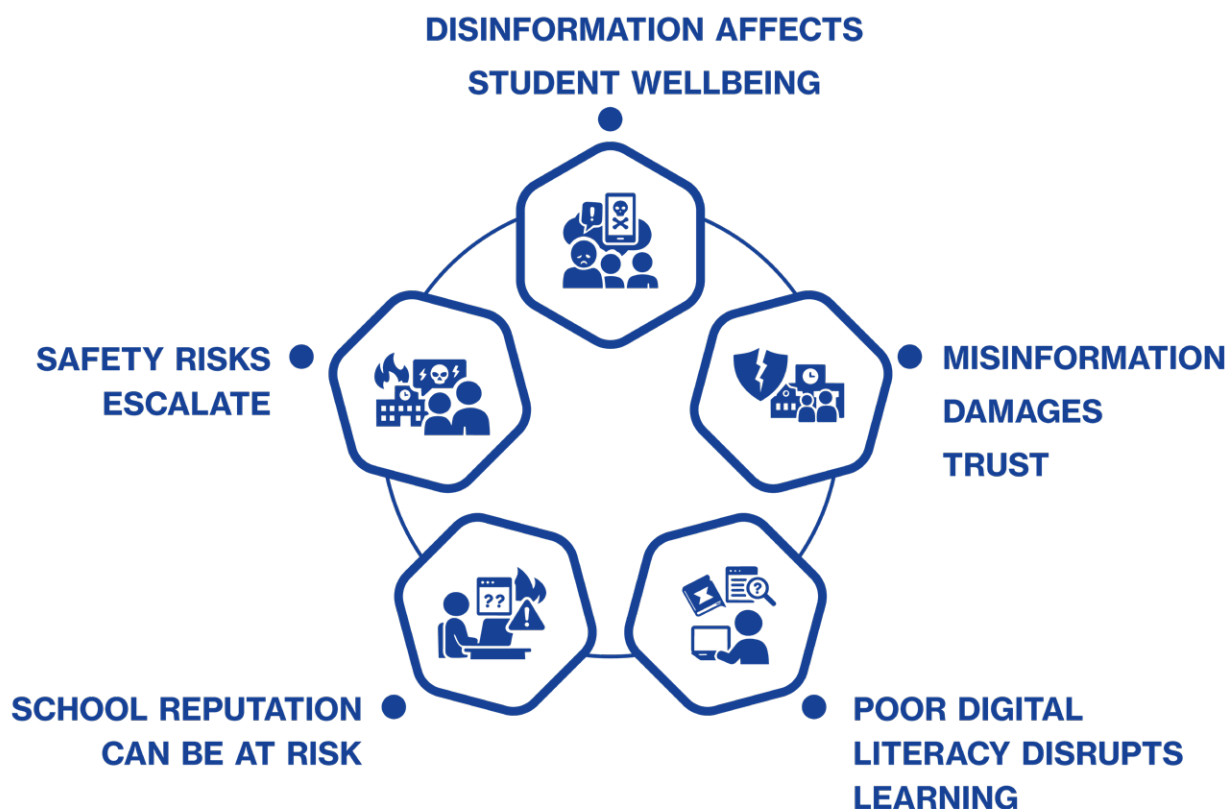 DISINFORMATION AFFECTS
STUDENT WELLBEING
MISINFORMATION
DAMAGES
TRUST
POOR DIGITAL
LITERACY DISRUPTS
LEARNING
SCHOOL REPUTATION
CAN BE AT RISK
SAFETY RISKS
ESCALATE
??
?
!
!